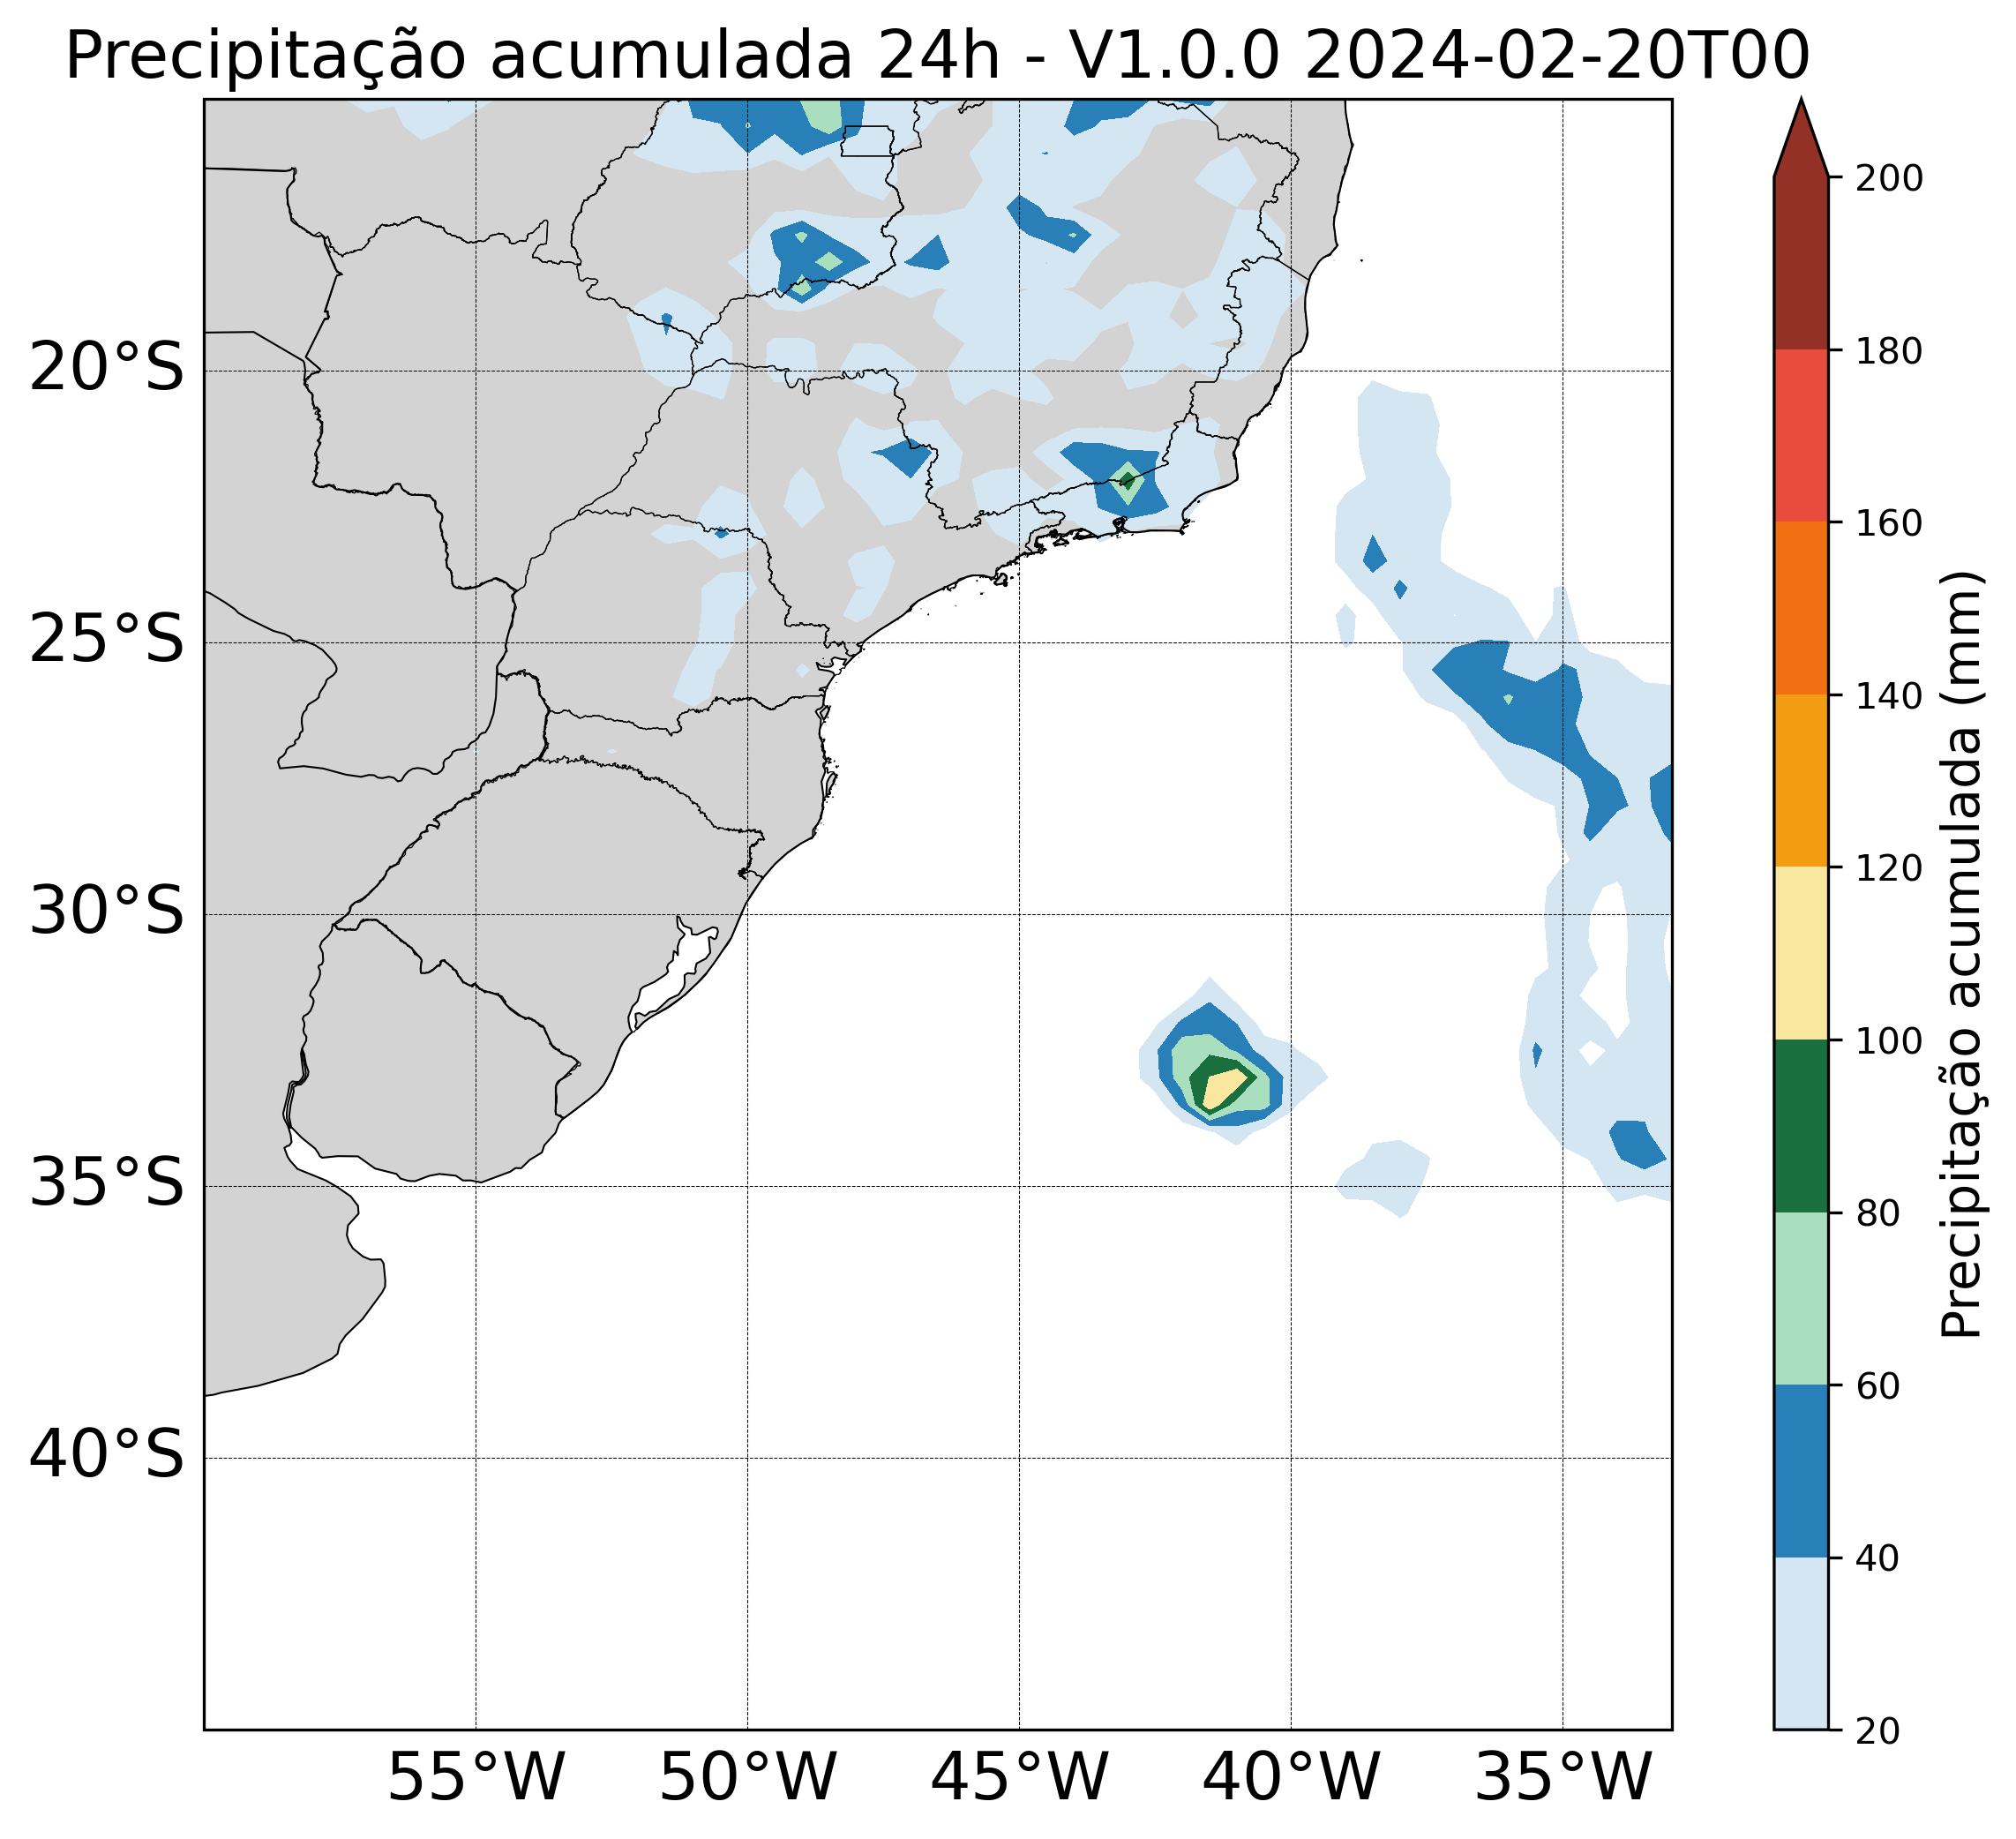 Precipitação acumulada 24h - V1.0.0 2024-02-20T00
20°S
25°S
30°S
35°S
40°S
55°W
50°W
45°W
40°W
35°W
200
180
160
140
120
100
80
60
40
20
Precipitação acumulada (mm)